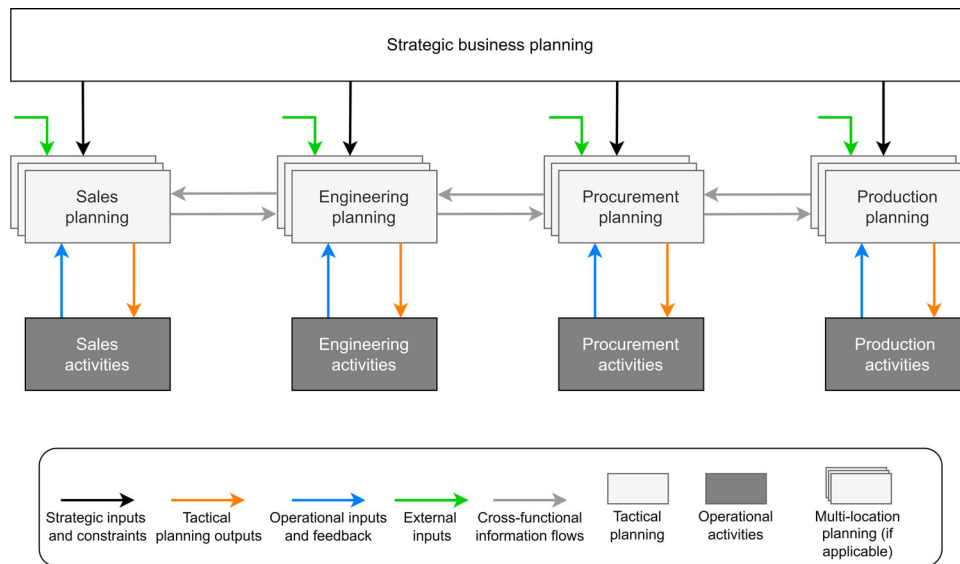 Strategic business planning
Sales
planning
Engineering
planning
Procurement
planning
Production
planning
Sales
activities
Engineering
activities
Procurement
activities
Production
activities
Strategic inputs
and constraints
Tactical
planning outputs
Operational inputs
and feedback
External
inputs
Cross-functional
information flows
Tactical
planning
Operational
activities
Multi-location
planning (if
applicable)